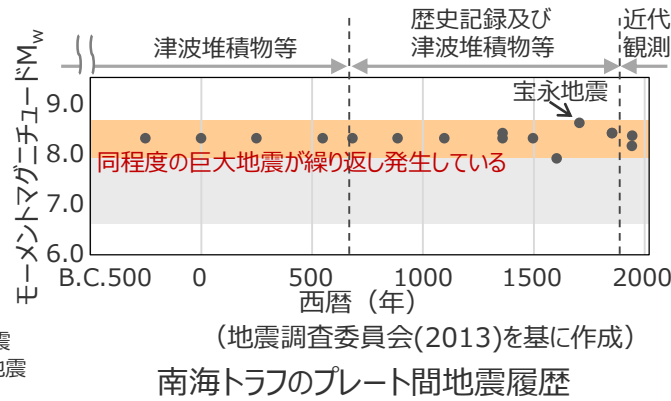 歴史記録及び 近代
津波堆積物等 津波堆積物等 観測
モーメントマグニチュードMw
宝永地震
9.0
8.0
同程度の巨大地震が繰り返し発生している
7.0
6.0
B.C.500 0 500 1000 1500 2000
西暦（年）
震
地震
（地震調査委員会(2013)を基に作成）
南海トラフのプレート間地震履歴